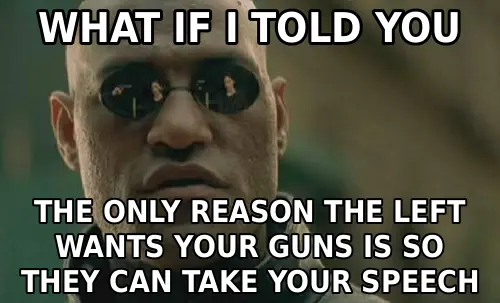 WHAT IF I TOLD YOU
THE ONLY REASON THE LEFT
WANTS YOUR GUNS IS SO
THEY CAN TAKE YOUR SPEECH